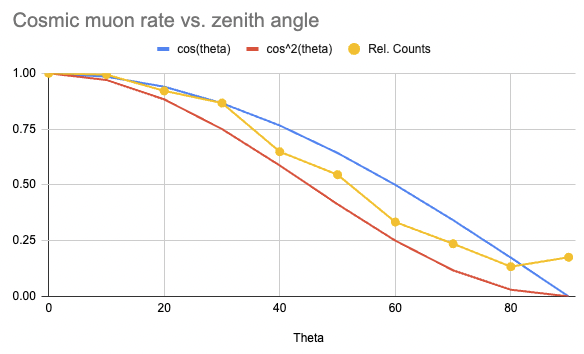 Cosmic muon rate vs. zenith angle
cos(theta) cos^2(theta) Rel. Counts
1.00
0.75
0.50
0.25
0.00
0 20 40 60 80
Theta